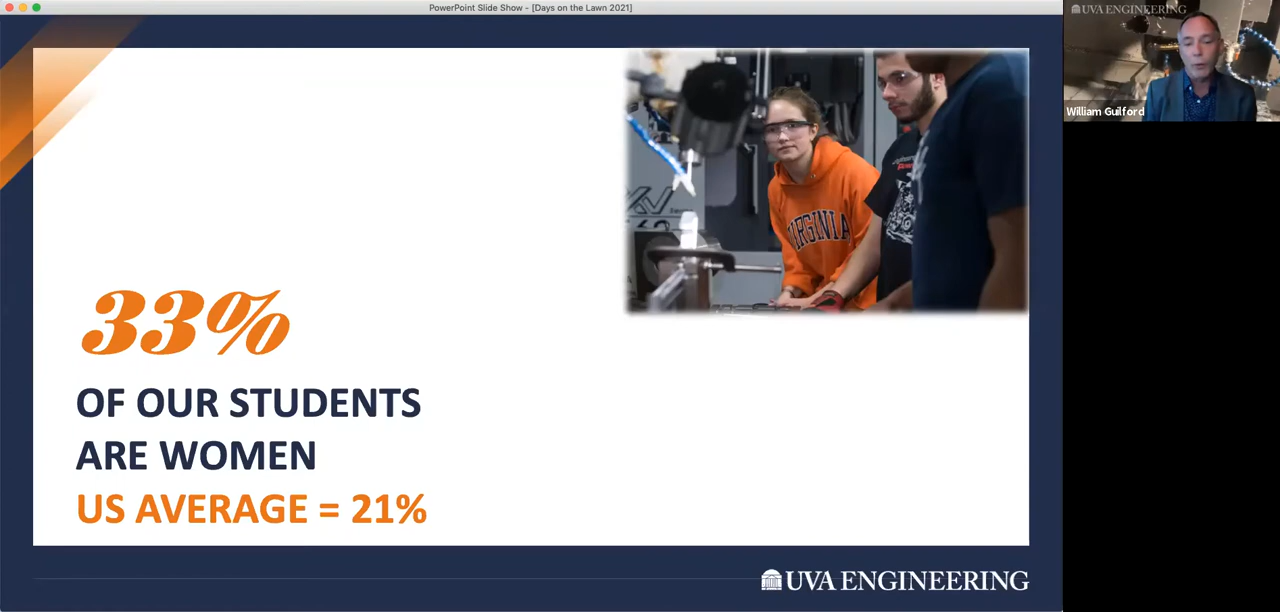 PowerPoint Slide Show - [Days on the Lawn 2021]
UVA ENGINEERING
William Guilford
VIRGINIA
33%
OF OUR STUDENTS
ARE WOMEN
US AVERAGE = 21%
UVA ENGINEERING